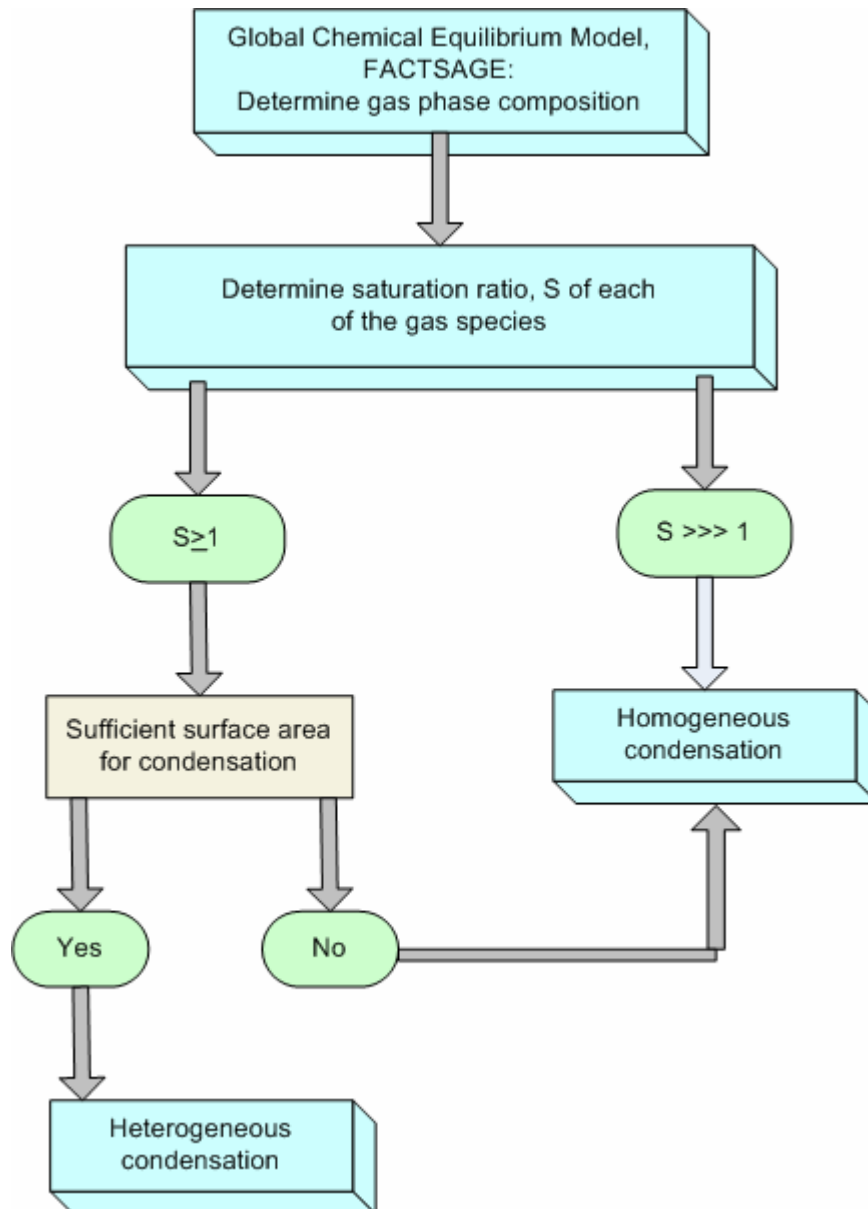 Global Chemical Equilibrium Model,
FACTSAGE:
Determine gas phase composition
Determine saturation ratio, S of each
of the gas species
S≥1
S >>> 1
Sufficient surface area
for condensation
Homogeneous
condensation
Yes
No
Heterogeneous
condensation